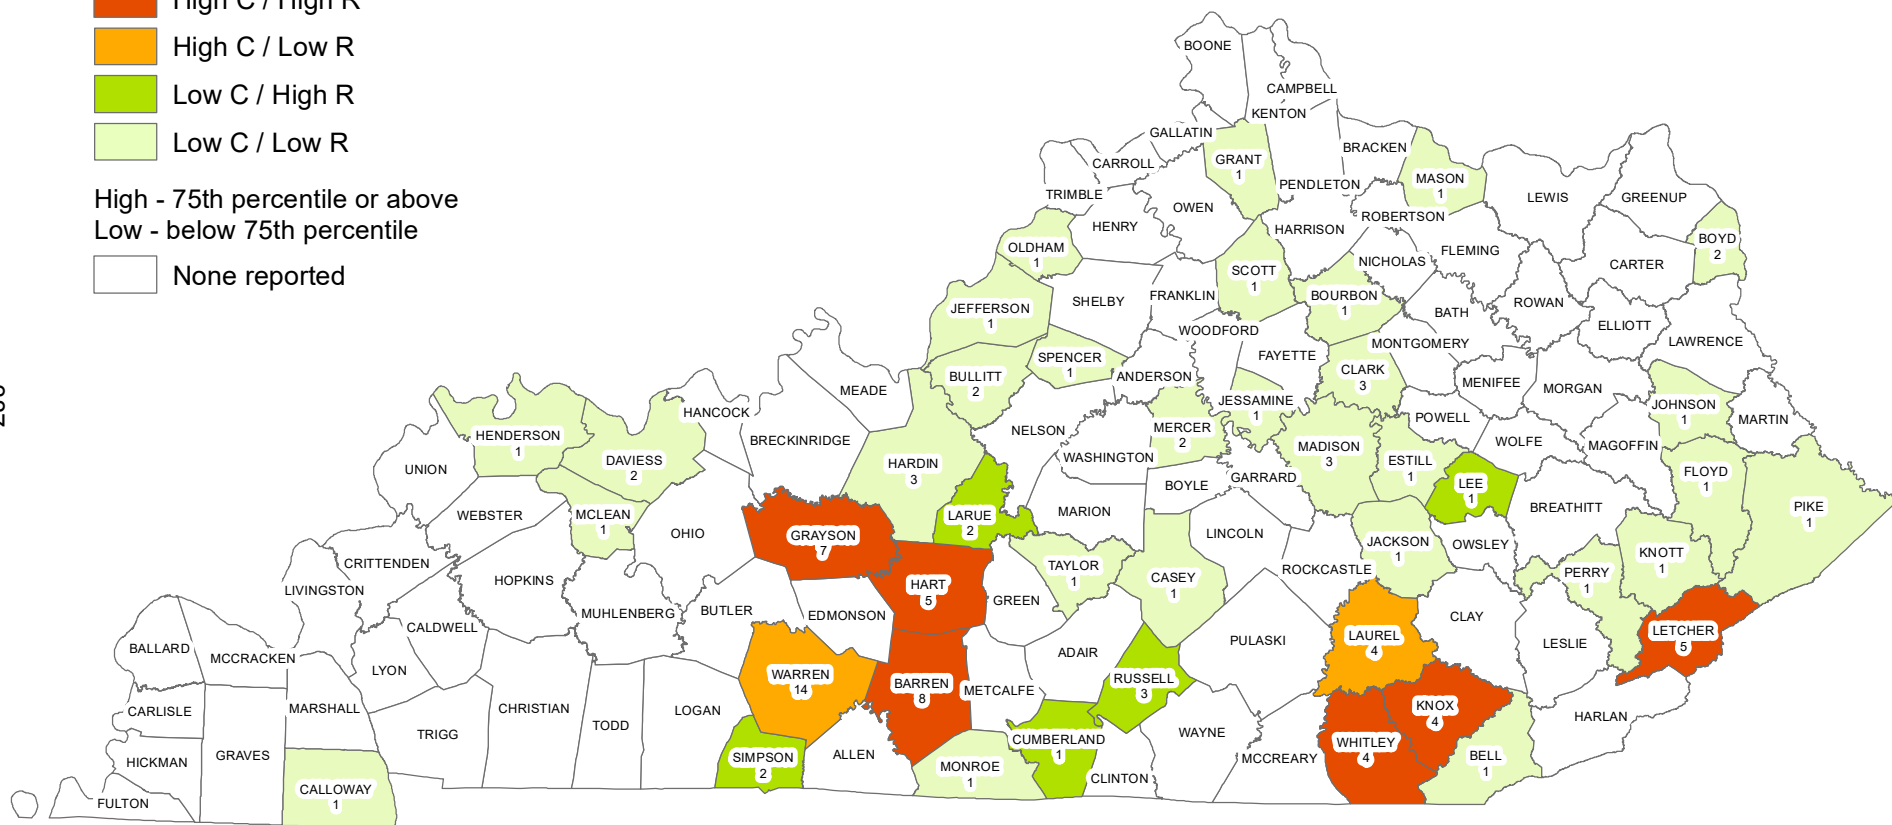 High C / High R
High C / Low R
Low C / High R
Low C / Low R
High - 75th percentile or above
Low - below 75th percentile
None reported
BOONE
CAMPBELL
KENTON
GALLATIN
GRANT
1
BRACKEN
CARROLL
MASON
1
PENDLETON
TRIMBLE
OWEN
LEWIS
GREENUP
HENRY
ROBERTSON
HARRISON
OLDHAM
1
FLEMING
BOYD
2
NICHOLAS
CARTER
SCOTT
1
SHELBY
FRANKLIN
BOURBON
1
ROWAN
JEFFERSON
1
BATH
ELLIOTT
WOODFORD
MONTGOMERY
LAWRENCE
FAYETTE
SPENCER
1
ANDERSON
CLARK
3
BULLITT
2
MENIFEE
MORGAN
MEADE
JESSAMINE
1
JOHNSON
1
MARTIN
HANCOCK
POWELL
NELSON
MERCER
2
HENDERSON
1
BRECKINRIDGE
WOLFE
MAGOFFIN
MADISON
3
WASHINGTON
DAVIESS
2
HARDIN
3
ESTILL
1
UNION
GARRARD
FLOYD
1
BOYLE
LEE
1
BREATHITT
PIKE
1
WEBSTER
MCLEAN
1
LARUE
2
MARION
OHIO
GRAYSON
7
LINCOLN
JACKSON
1
OWSLEY
KNOTT
1
CRITTENDEN
TAYLOR
1
ROCKCASTLE
PERRY
1
HOPKINS
CASEY
1
HART
5
LIVINGSTON
GREEN
BUTLER
MUHLENBERG
EDMONSON
CLAY
CALDWELL
LETCHER
5
LAUREL
4
PULASKI
LESLIE
BALLARD
ADAIR
MCCRACKEN
LYON
WARREN
14
RUSSELL
3
BARREN
8
METCALFE
KNOX
4
CARLISLE
MARSHALL
CHRISTIAN
LOGAN
HARLAN
TODD
WAYNE
TRIGG
CUMBERLAND
1
WHITLEY
4
GRAVES
ALLEN
BELL
1
SIMPSON
2
MCCREARY
HICKMAN
MONROE
1
CLINTON
CALLOWAY
1
FULTON